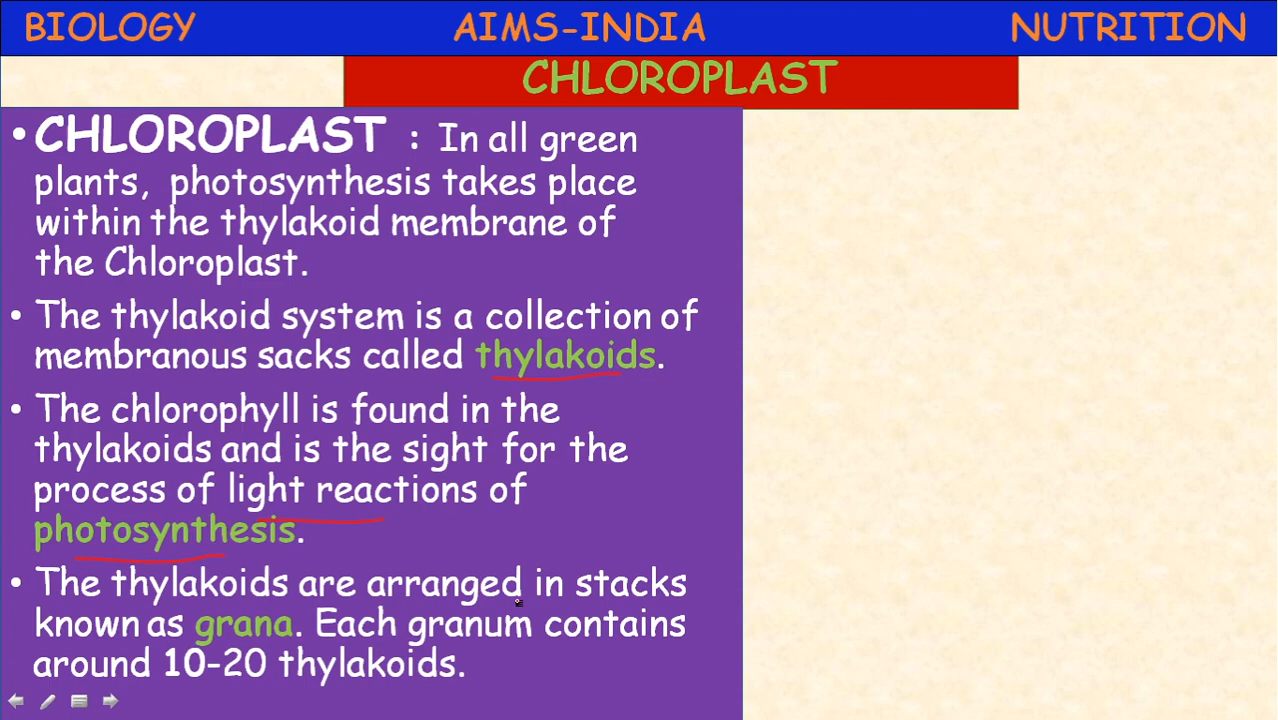 BIOLOGY AIMS-INDIA NUTRITION
CHLOROPLAST
• CHLOROPLAST : In all green
plants, photosynthesis takes place
within the thylakoid membrane of
the Chloroplast.
• The thylakoid system is a collection of
membranous sacks called thylakoids.
• The chlorophyll is found in the
thylakoids and is the sight for the
process of light reactions of
photosynthesis.
• The thylakoids are arranged in stacks
known as grana. Each granum contains
around 10-20 thylakoids.